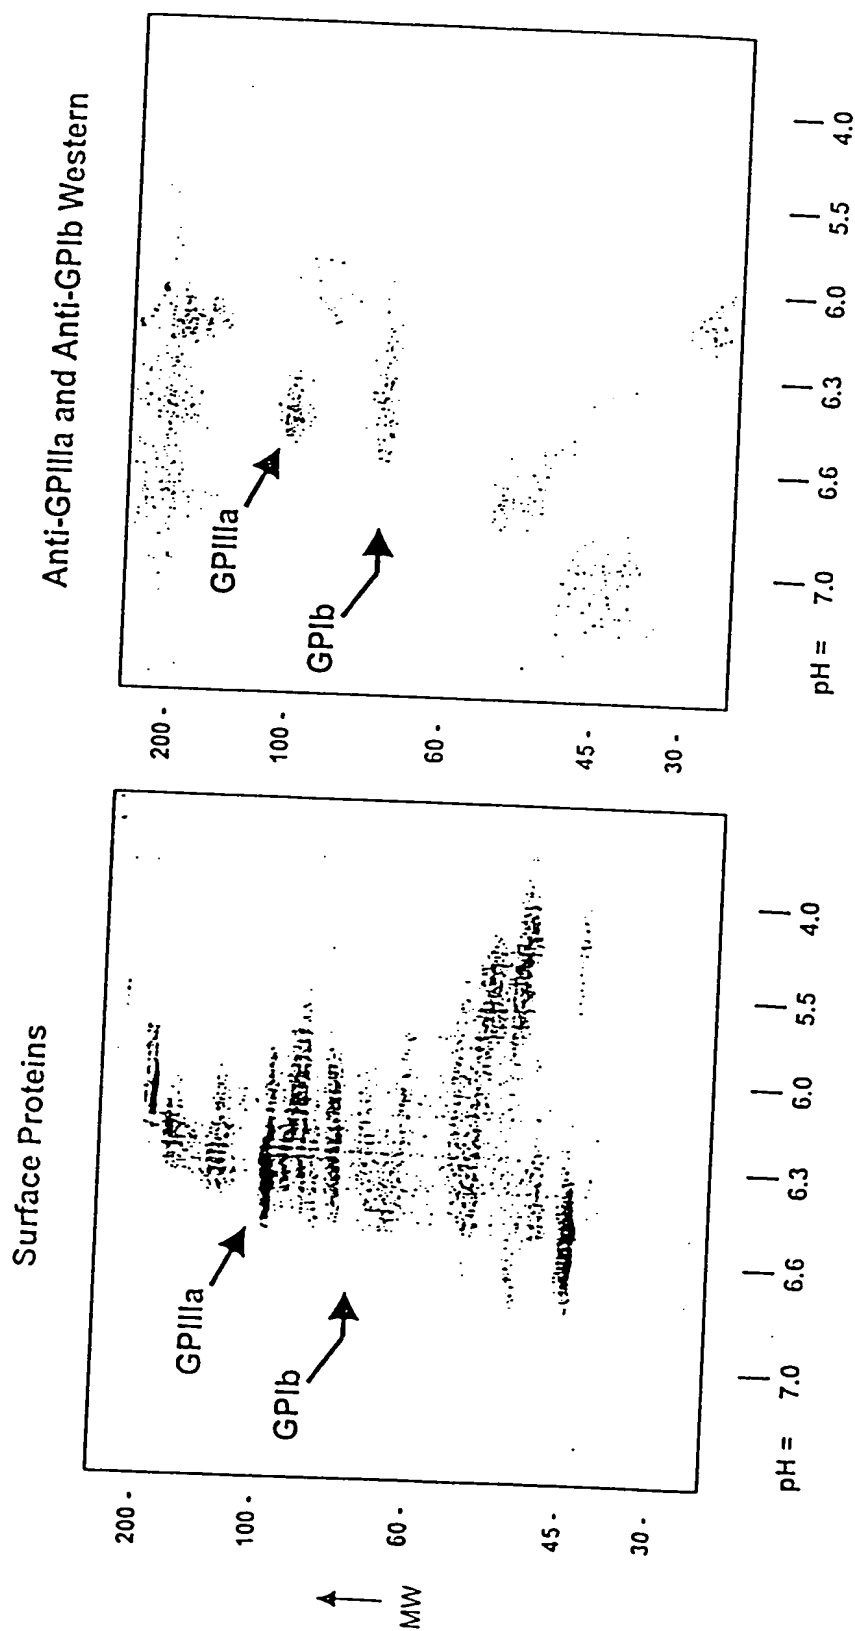 Surface Proteins
200 -
100 -
60 -
45 -
30 -
MW
GPIIIa
GPIb
pH =
7.0
6.6
6.3
6.0
5.5
4.0
Anti-GPIIIa and Anti-GPIb Western
200 -
100 -
60 -
45 -
30 -
GPIIIa
GPIb
pH =
7.0
6.6
6.3
6.0
5.5
4.0